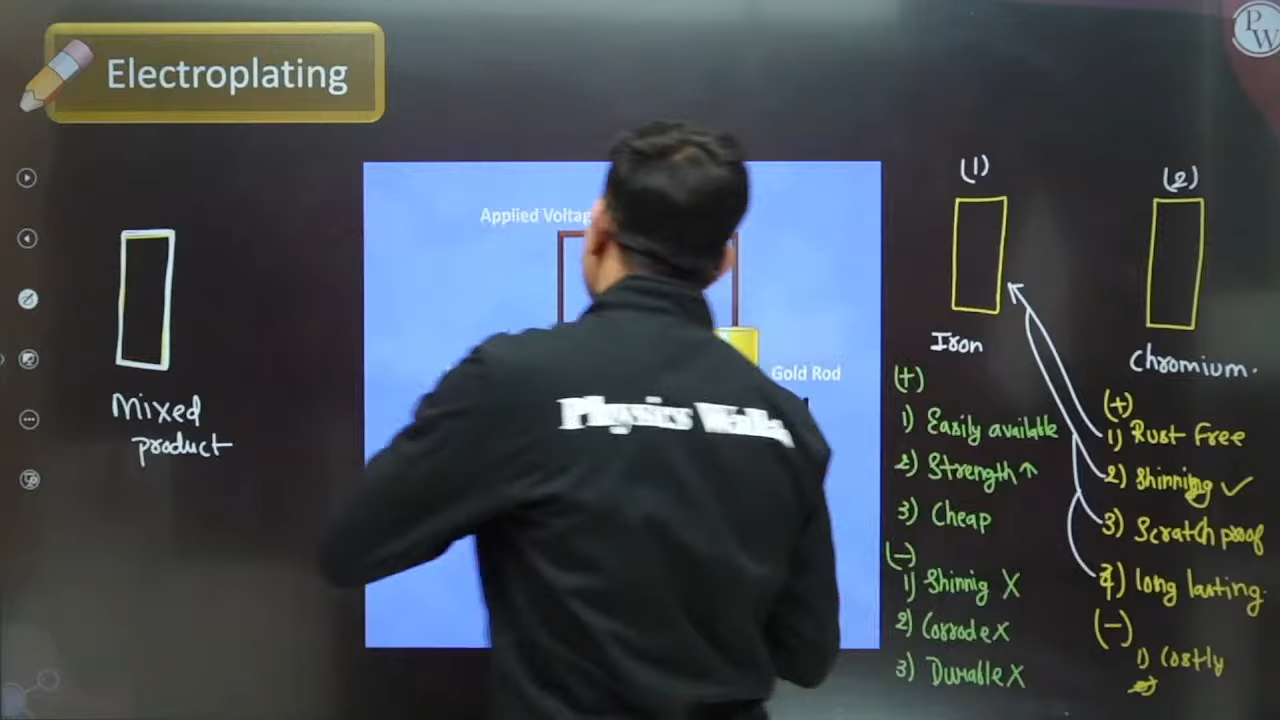 Electroplating
PW
Applied Voltag
Gold Rod
Physics Walla
Mixed
product
(1)
Iron
(+)
1) Easily available
2) Strength↑
3) Cheap
(-)
1) Shinnig X
2) Corrode X
3) Durable X
(2)
Chromium.
(+)
1) Rust Free
2) Shinning ✓
3) Scratch proof
4) long lasting.
(-)
1) Costly